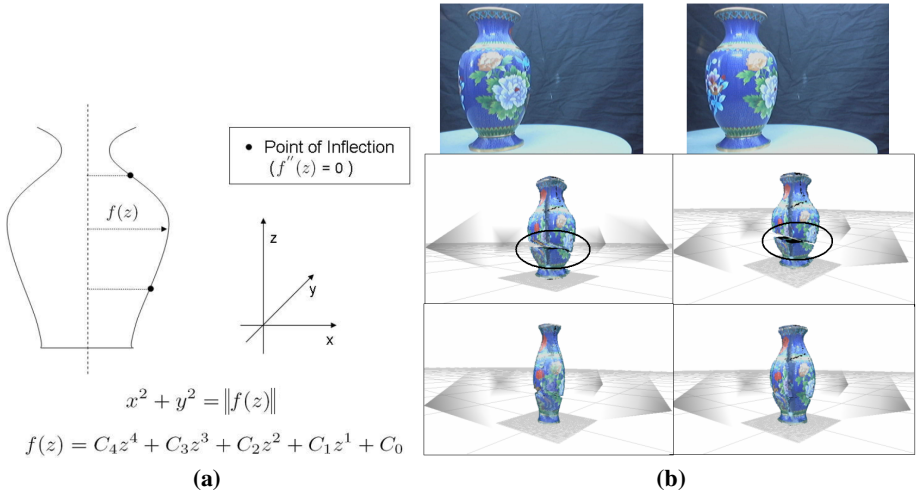 ● Point of Inflection
( f''(z) = 0 )
f(z)
z
y
x
x² + y² = ‖f(z)‖
f(z) = C₄z⁴ + C₃z³ + C₂z² + C₁z¹ + C₀
(a)
(b)